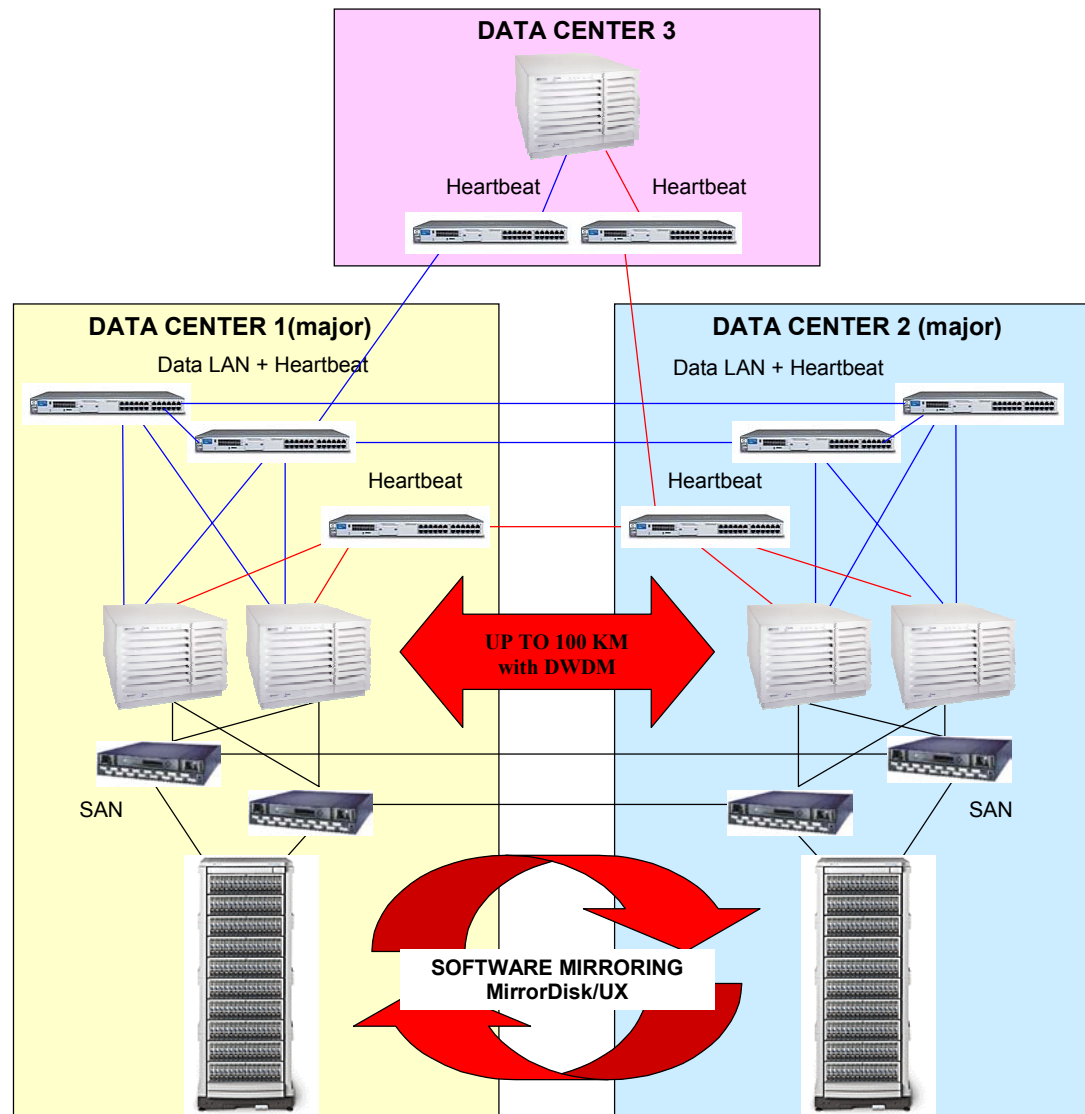 DATA CENTER 3
Heartbeat
Heartbeat
DATA CENTER 1(major)
Data LAN + Heartbeat
DATA CENTER 2 (major)
Data LAN + Heartbeat
Heartbeat
Heartbeat
UP TO 100 KM
with DWDM
SAN
SAN
SOFTWARE MIRRORING
MirrorDisk/UX